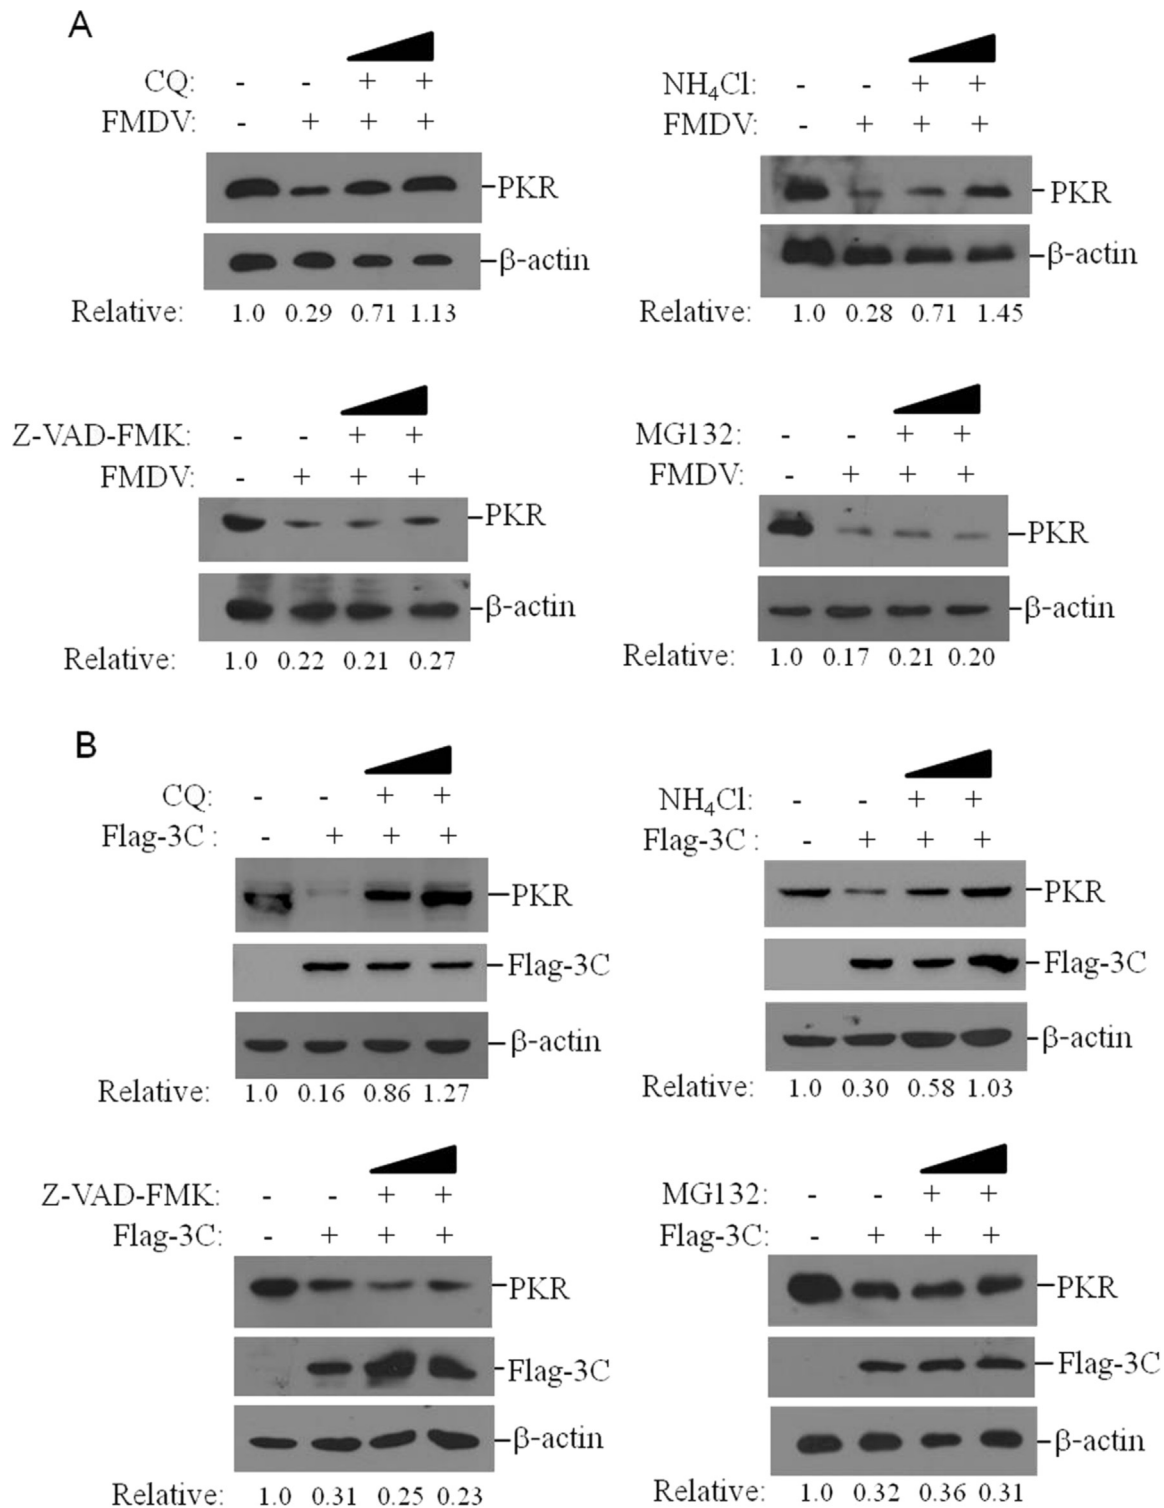 A
CQ: - - + +
FMDV: - + + +
PKR
β-actin
Relative: 1.0 0.29 0.71 1.13
NH₄Cl: - - + +
FMDV: - + + +
PKR
β-actin
Relative: 1.0 0.28 0.71 1.45
Z-VAD-FMK: - - + +
FMDV: - + + +
PKR
β-actin
Relative: 1.0 0.22 0.21 0.27
MG132: - - + +
FMDV: - + + +
PKR
β-actin
Relative: 1.0 0.17 0.21 0.20
B
CQ: - - + +
Flag-3C : - + + +
PKR
Flag-3C
β-actin
Relative: 1.0 0.16 0.86 1.27
NH₄Cl: - - + +
Flag-3C : - + + +
PKR
Flag-3C
β-actin
Relative: 1.0 0.30 0.58 1.03
Z-VAD-FMK: - - + +
Flag-3C: - + + +
PKR
Flag-3C
β-actin
Relative: 1.0 0.31 0.25 0.23
MG132: - - + +
Flag-3C: - + + +
PKR
Flag-3C
β-actin
Relative: 1.0 0.32 0.36 0.31